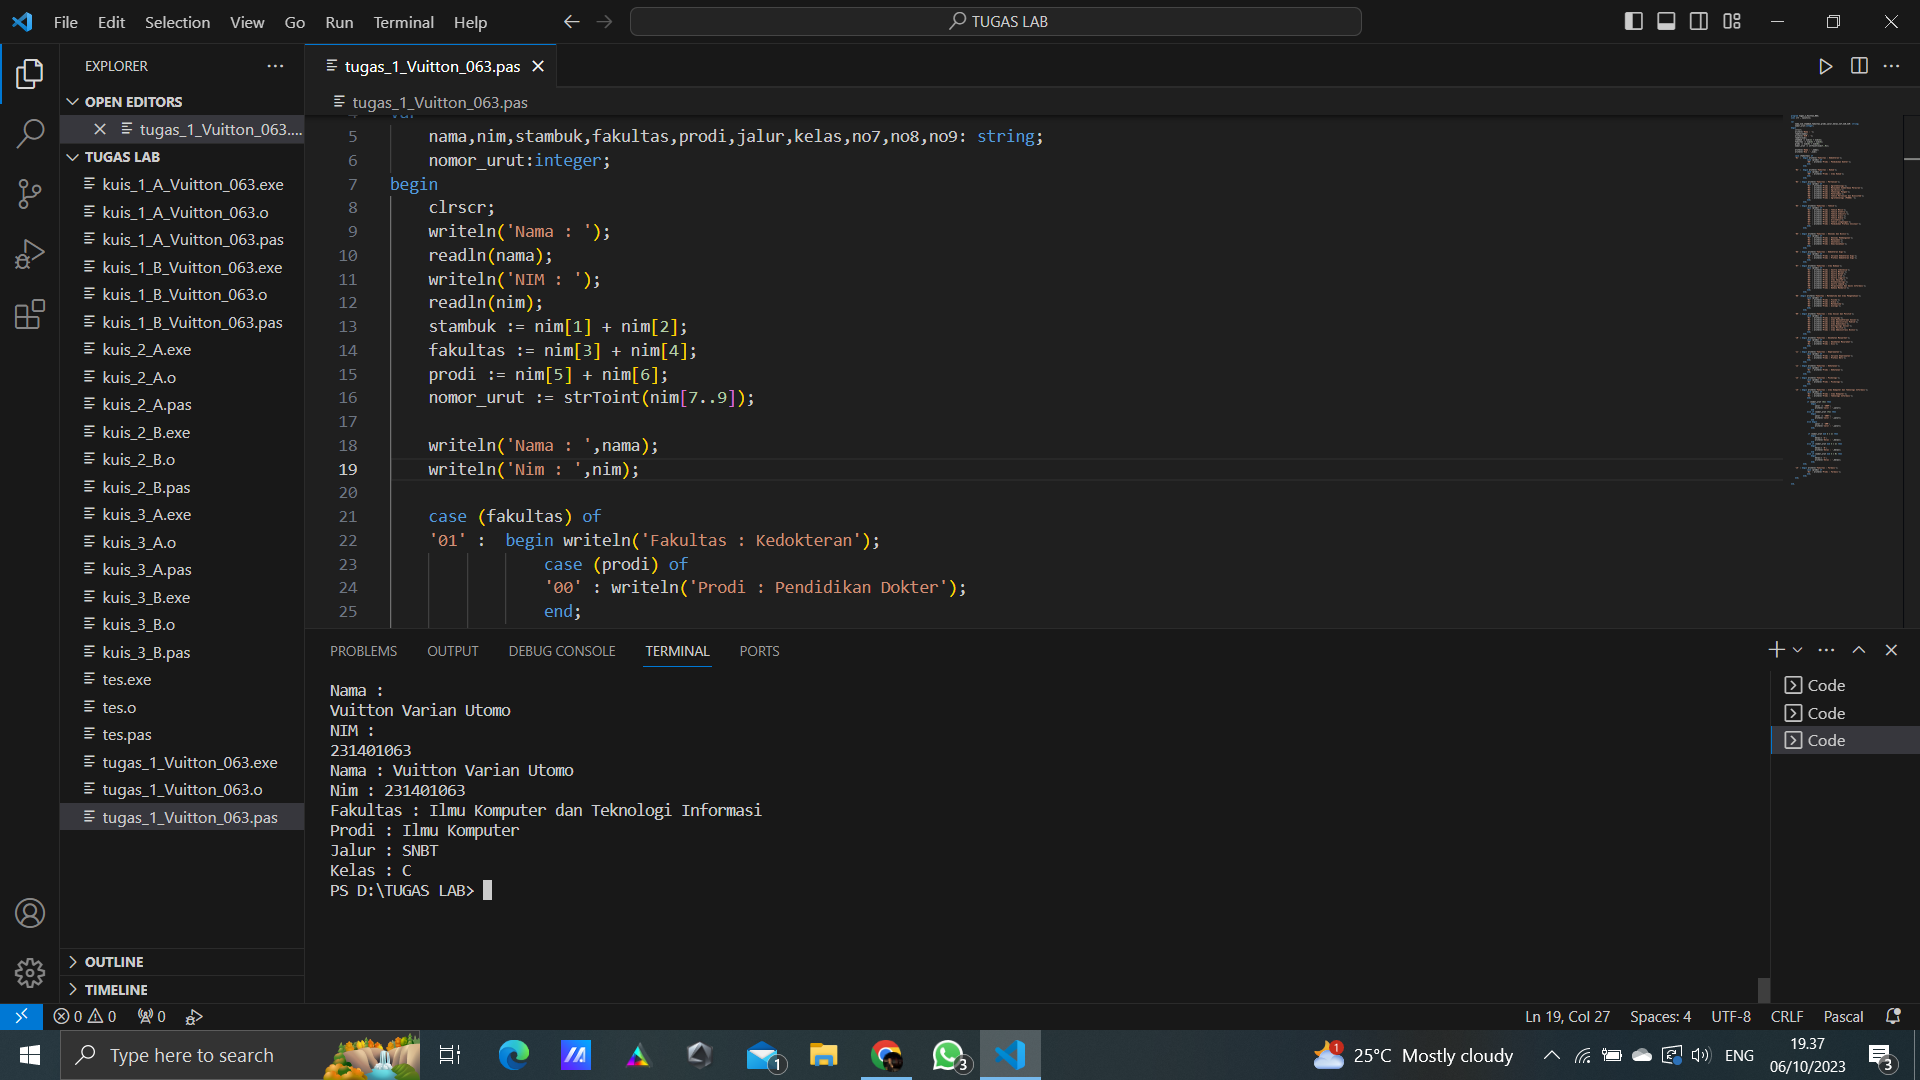 File Edit Selection View Go Run Terminal Help
TUGAS LAB
EXPLORER
OPEN EDITORS
tugas_1_Vuitton_063....
TUGAS LAB
kuis_1_A_Vuitton_063.exe
kuis_1_A_Vuitton_063.o
kuis_1_A_Vuitton_063.pas
kuis_1_B_Vuitton_063.exe
kuis_1_B_Vuitton_063.o
kuis_1_B_Vuitton_063.pas
kuis_2_A.exe
kuis_2_A.o
kuis_2_A.pas
kuis_2_B.exe
kuis_2_B.o
kuis_2_B.pas
kuis_3_A.exe
kuis_3_A.o
kuis_3_A.pas
kuis_3_B.exe
kuis_3_B.o
kuis_3_B.pas
tes.exe
tes.o
tes.pas
tugas_1_Vuitton_063.exe
tugas_1_Vuitton_063.o
tugas_1_Vuitton_063.pas
OUTLINE
TIMELINE
tugas_1_Vuitton_063.pas
tugas_1_Vuitton_063.pas
4 var
5 nama,nim,stambuk,fakultas,prodi,jalur,kelas,no7,no8,no9: string;
6 nomor_urut:integer;
7 begin
8 clrscr;
9 writeln('Nama : ');
10 readln(nama);
11 writeln('NIM : ');
12 readln(nim);
13 stambuk := nim[1] + nim[2];
14 fakultas := nim[3] + nim[4];
15 prodi := nim[5] + nim[6];
16 nomor_urut := strToint(nim[7..9]);
17
18 writeln('Nama : ',nama);
19 writeln('Nim : ',nim);
20
21 case (fakultas) of
22 '01' : begin writeln('Fakultas : Kedokteran');
23 case (prodi) of
24 '00' : writeln('Prodi : Pendidikan Dokter');
25 end;
PROBLEMS OUTPUT DEBUG CONSOLE TERMINAL PORTS
Nama :
Vuitton Varian Utomo
NIM :
231401063
Nama : Vuitton Varian Utomo
Nim : 231401063
Fakultas : Ilmu Komputer dan Teknologi Informasi
Prodi : Ilmu Komputer
Jalur : SNBT
Kelas : C
PS D:\TUGAS LAB>
Code
Code
Code
0 0 0
Ln 19, Col 27 Spaces: 4 UTF-8 CRLF Pascal
Type here to search
1
3
1
25°C Mostly cloudy
ENG
19.37
06/10/2023
3